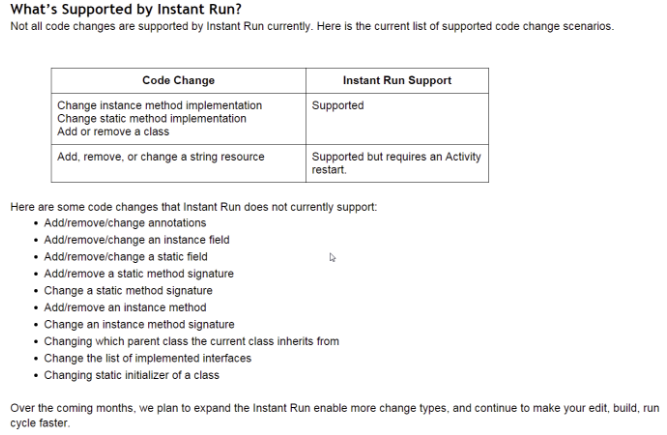 What's Supported by Instant Run?
Not all code changes are supported by Instant Run currently. Here is the current list of supported code change scenarios.
Code Change
Instant Run Support
Change instance method implementation
Change static method implementation
Add or remove a class
Supported
Add, remove, or change a string resource
Supported but requires an Activity
restart.
Here are some code changes that Instant Run does not currently support:
• Add/remove/change annotations
• Add/remove/change an instance field
• Add/remove/change a static field
• Add/remove a static method signature
• Change a static method signature
• Add/remove an instance method
• Change an instance method signature
• Changing which parent class the current class inherits from
• Change the list of implemented interfaces
• Changing static initializer of a class
Over the coming months, we plan to expand the Instant Run enable more change types, and continue to make your edit, build, run
cycle faster.